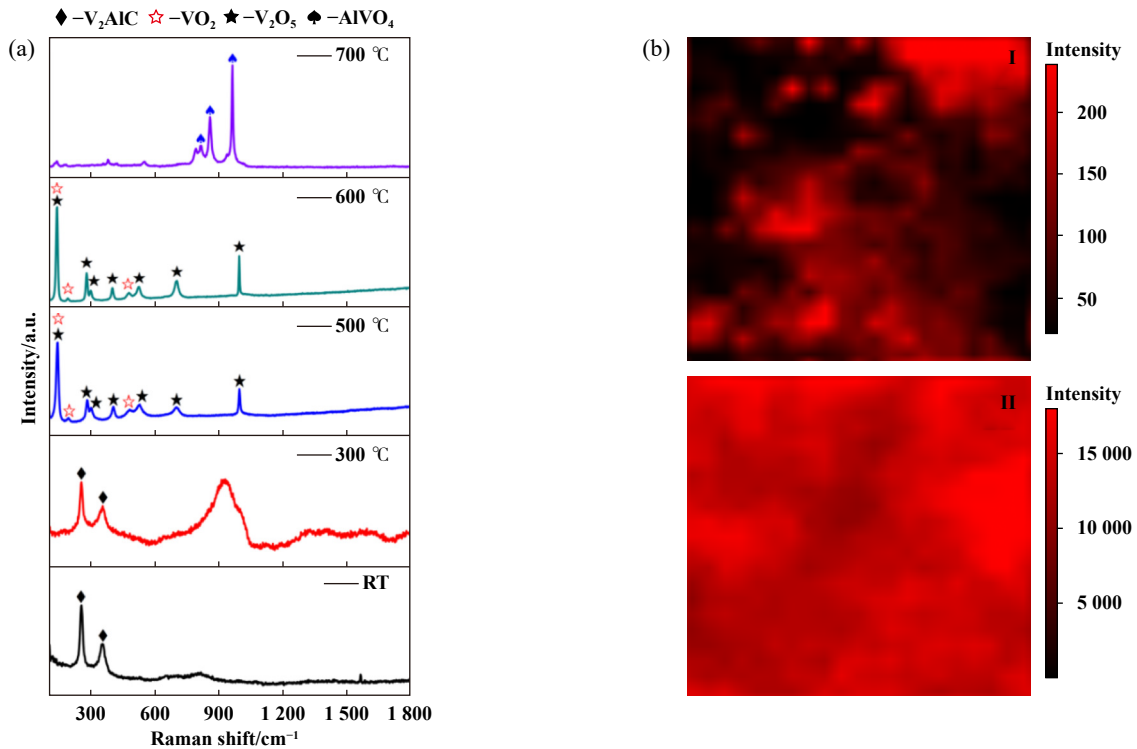 ♦ –V₂AlC ☆ –VO₂ ★ –V₂O₅ ♠ –AlVO₄
(a)
700 ℃
600 ℃
500 ℃
300 ℃
RT
Intensity/a.u.
300 600 900 1 200 1 500 1 800
Raman shift/cm⁻¹
(b)
I
Intensity
200
150
100
50
II
Intensity
15 000
10 000
5 000